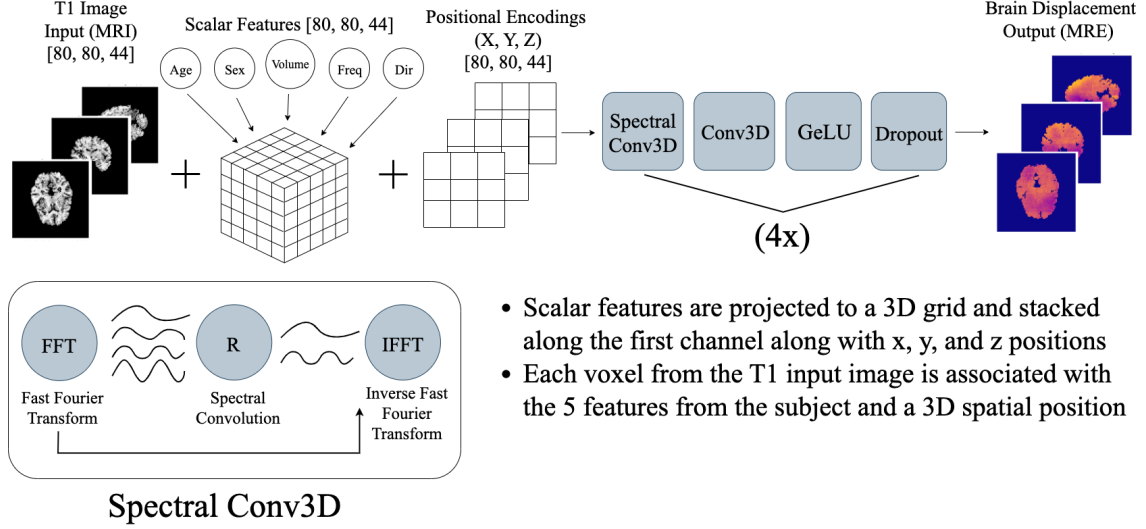 T1 Image
Input (MRI)
[80, 80, 44]
Scalar Features [80, 80, 44]
Age
Sex
Volume
Freq
Dir
+
+
Positional Encodings
(X, Y, Z)
[80, 80, 44]
Spectral
Conv3D
Conv3D
GeLU
Dropout
(4x)
Brain Displacement
Output (MRE)
FFT
R
IFFT
Fast Fourier
Transform
Spectral
Convolution
Inverse Fast
Fourier
Transform
Spectral Conv3D
• Scalar features are projected to a 3D grid and stacked
along the first channel along with x, y, and z positions
• Each voxel from the T1 input image is associated with
the 5 features from the subject and a 3D spatial position